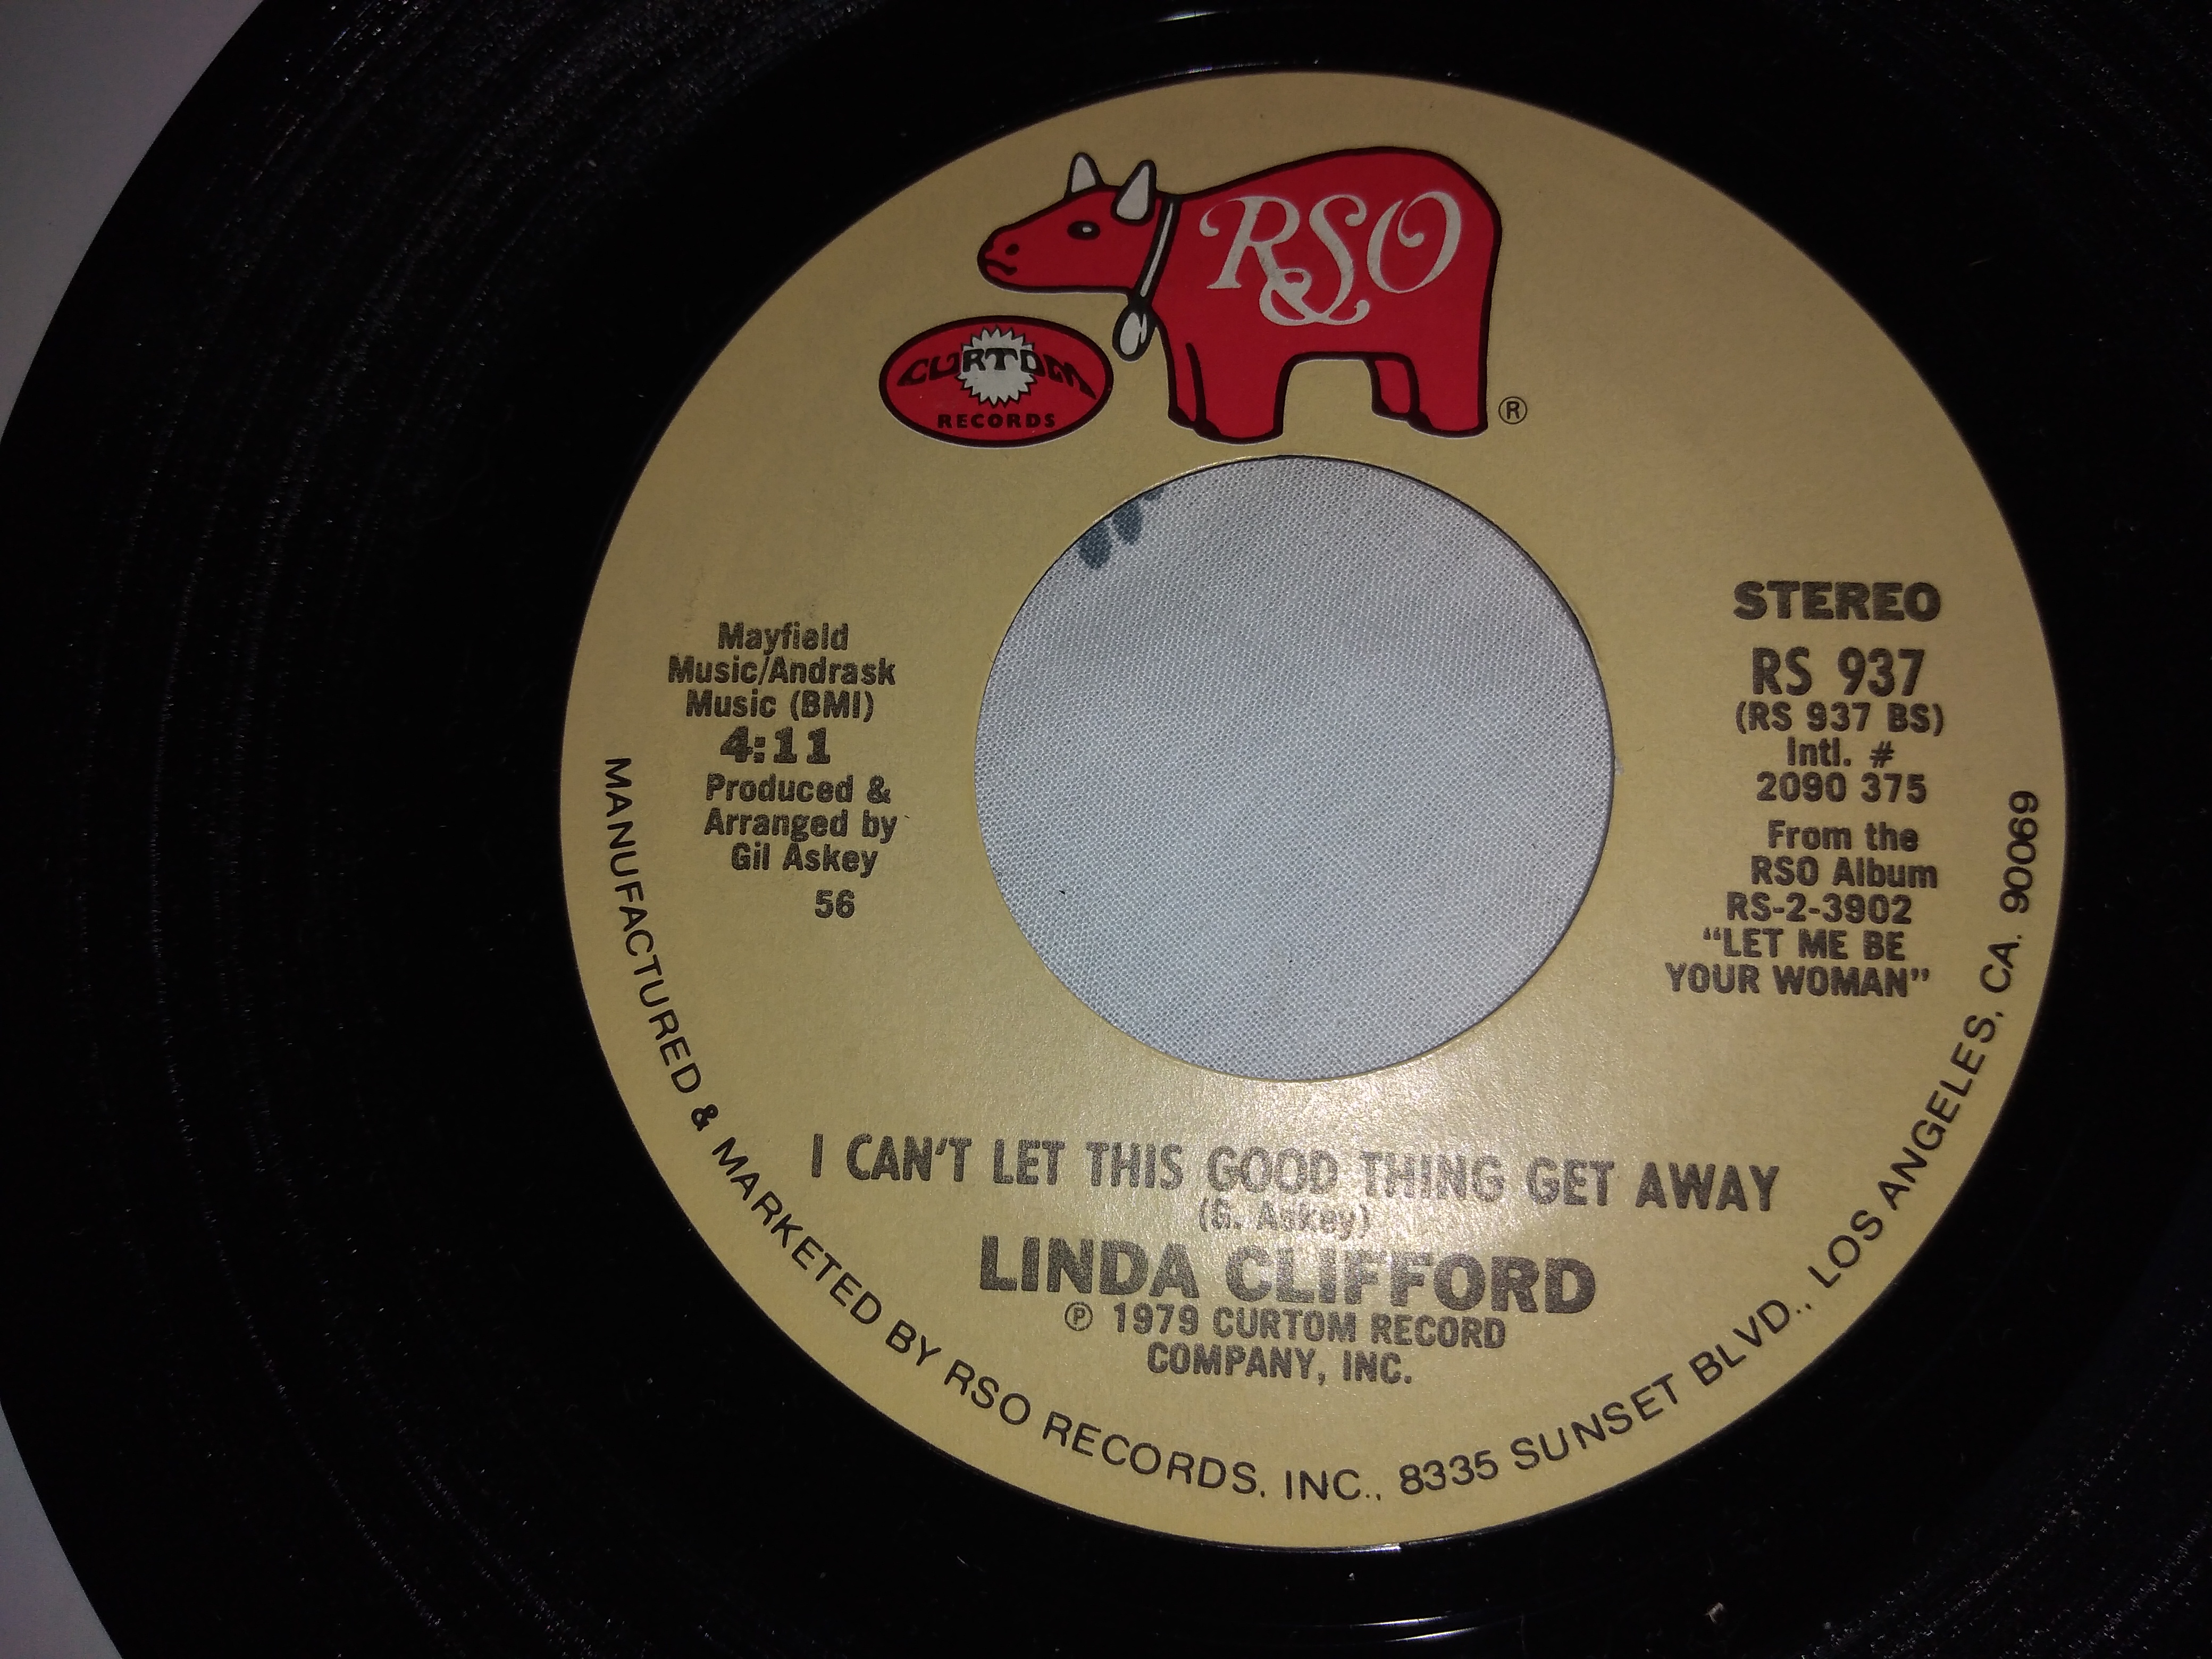 RSO
CURTOM
RECORDS
®
Mayfield
Music/Andrask
Music (BMI)
4:11
Produced &
Arranged by
Gil Askey
56
STEREO
RS 937
(RS 937 BS)
Intl. #
2090 375
From the
RSO Album
RS-2-3902
“LET ME BE
YOUR WOMAN”
I CAN'T LET THIS GOOD THING GET AWAY
(G. Askey)
LINDA CLIFFORD
℗ 1979 CURTOM RECORD
COMPANY, INC.
MANUFACTURED & MARKETED BY RSO RECORDS, INC., 8335 SUNSET BLVD., LOS ANGELES, CA. 90069